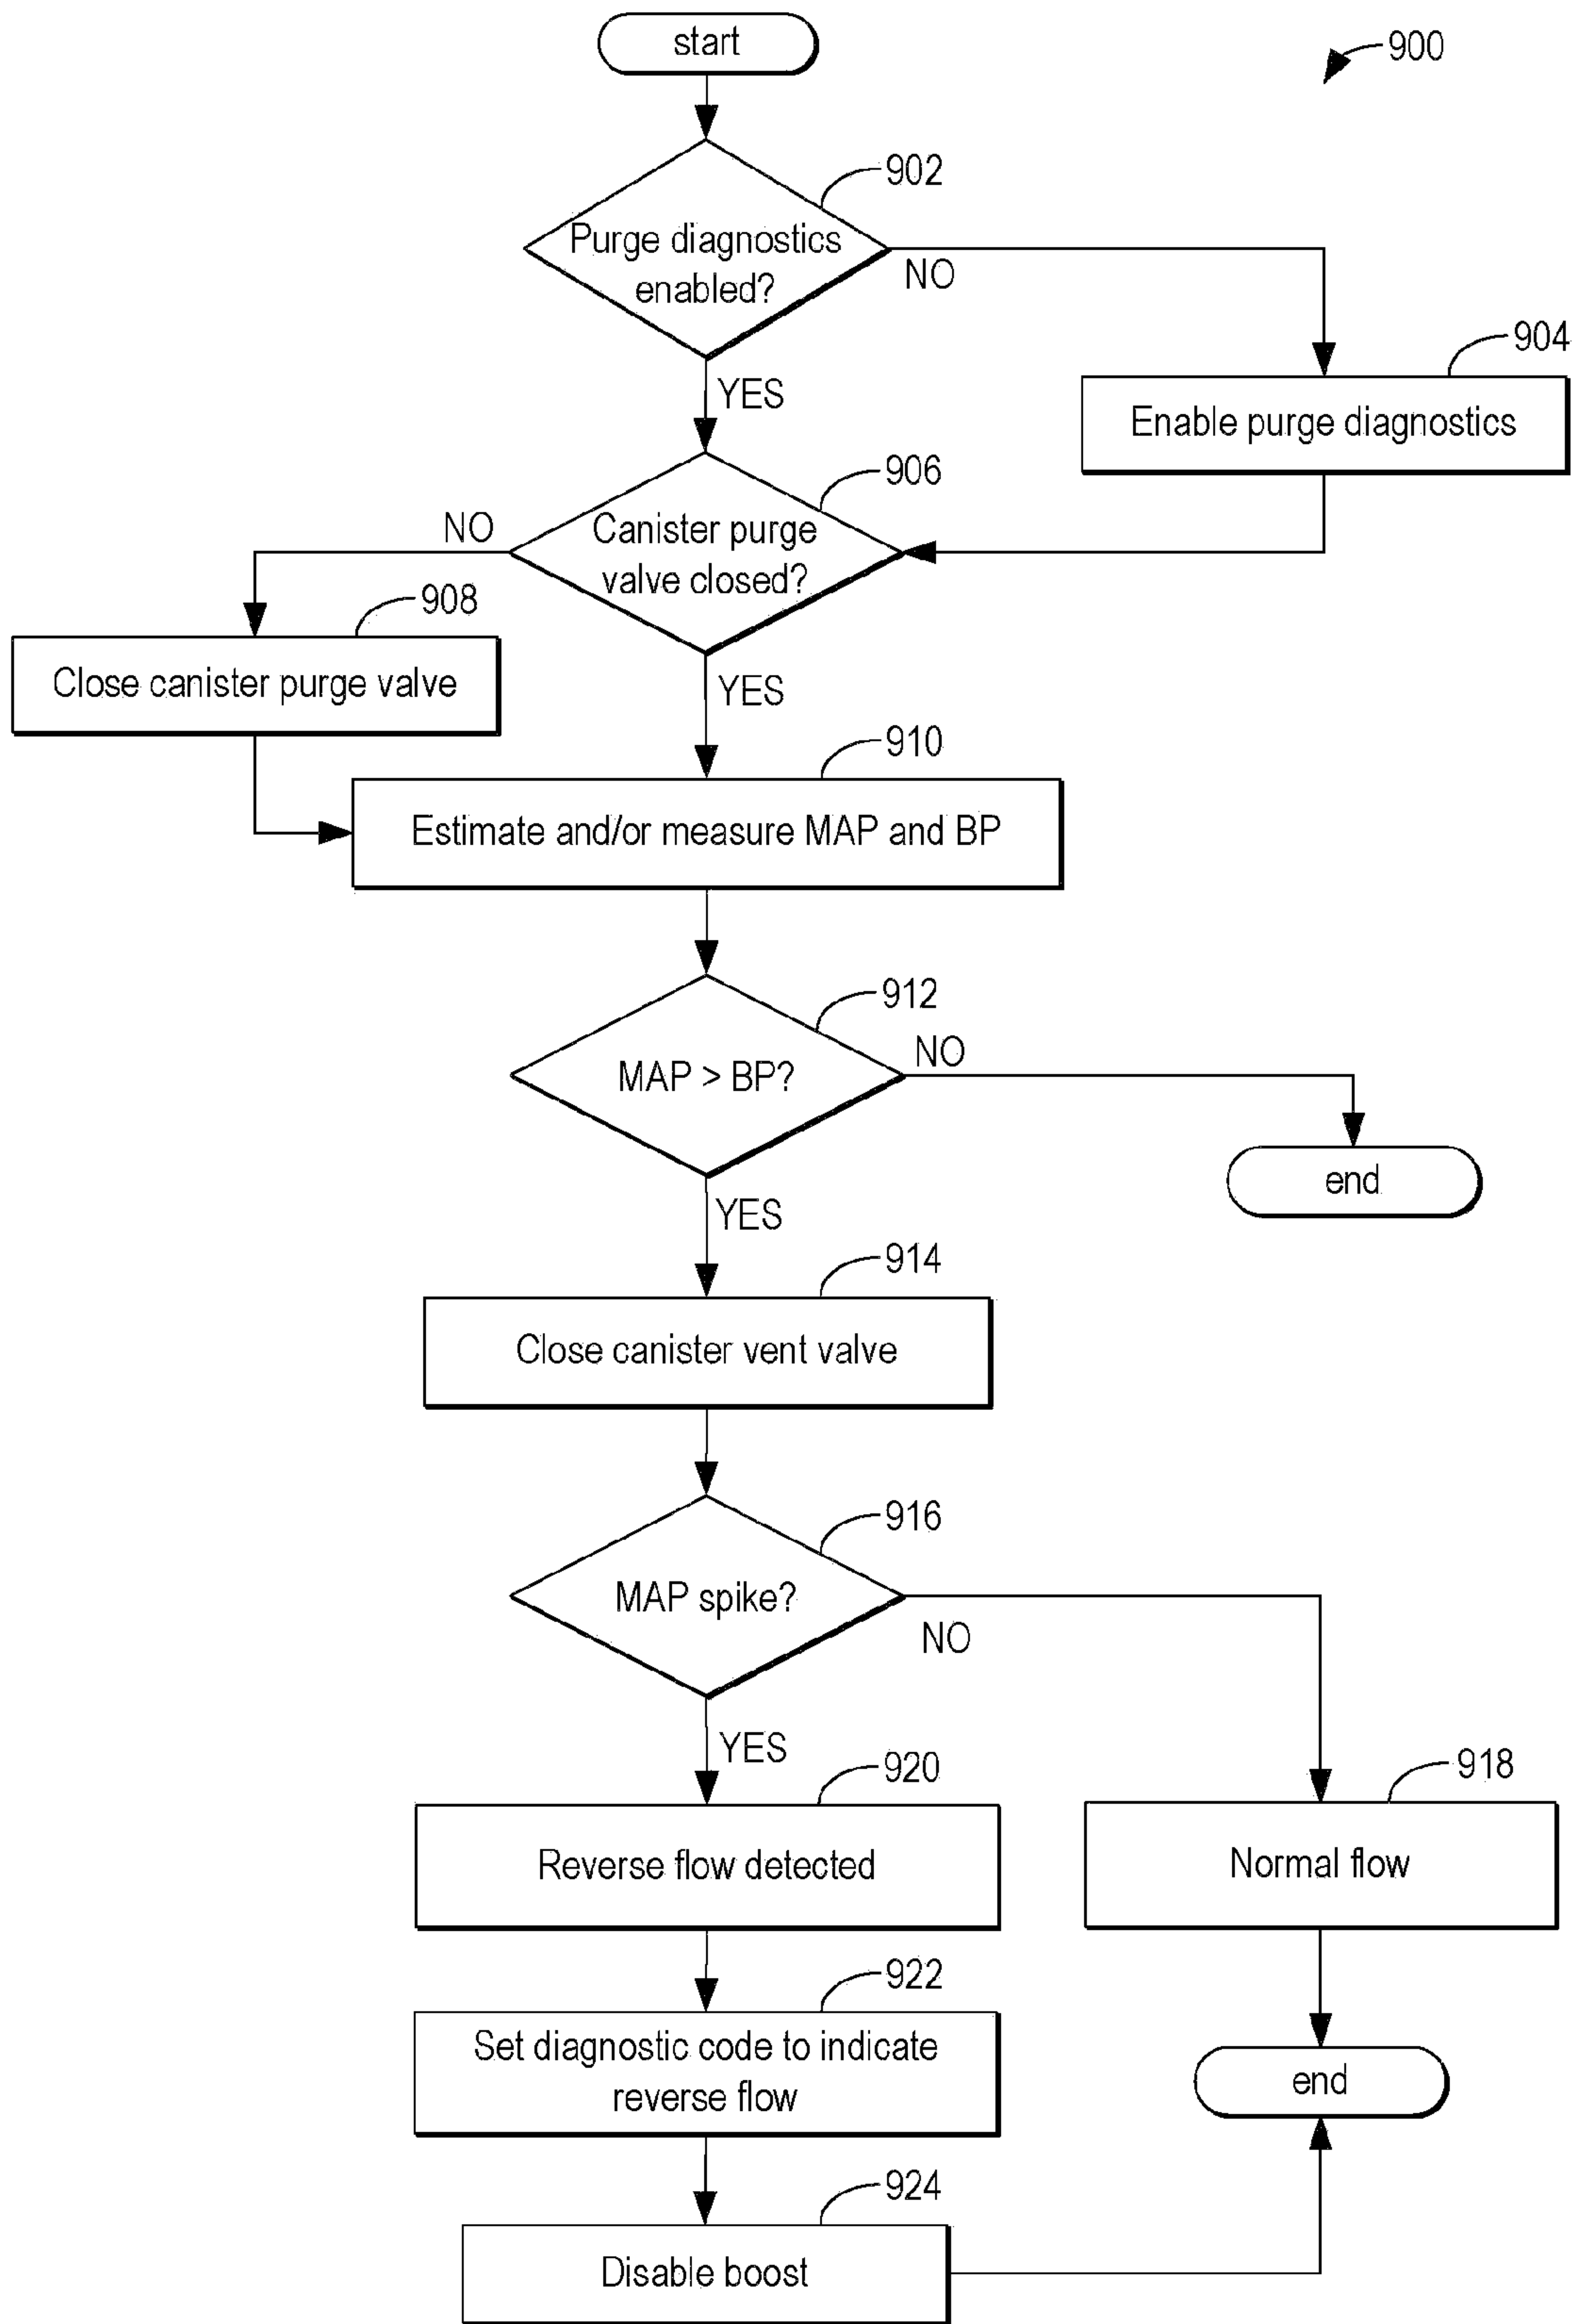 start
900
902
Purge diagnostics
enabled?
NO
904
YES
Enable purge diagnostics
906
NO
Canister purge
valve closed?
908
Close canister purge valve
YES
910
Estimate and/or measure MAP and BP
912
NO
MAP > BP?
end
YES
914
Close canister vent valve
916
MAP spike?
NO
YES
920
918
Reverse flow detected
Normal flow
922
Set diagnostic code to indicate
reverse flow
end
924
Disable boost